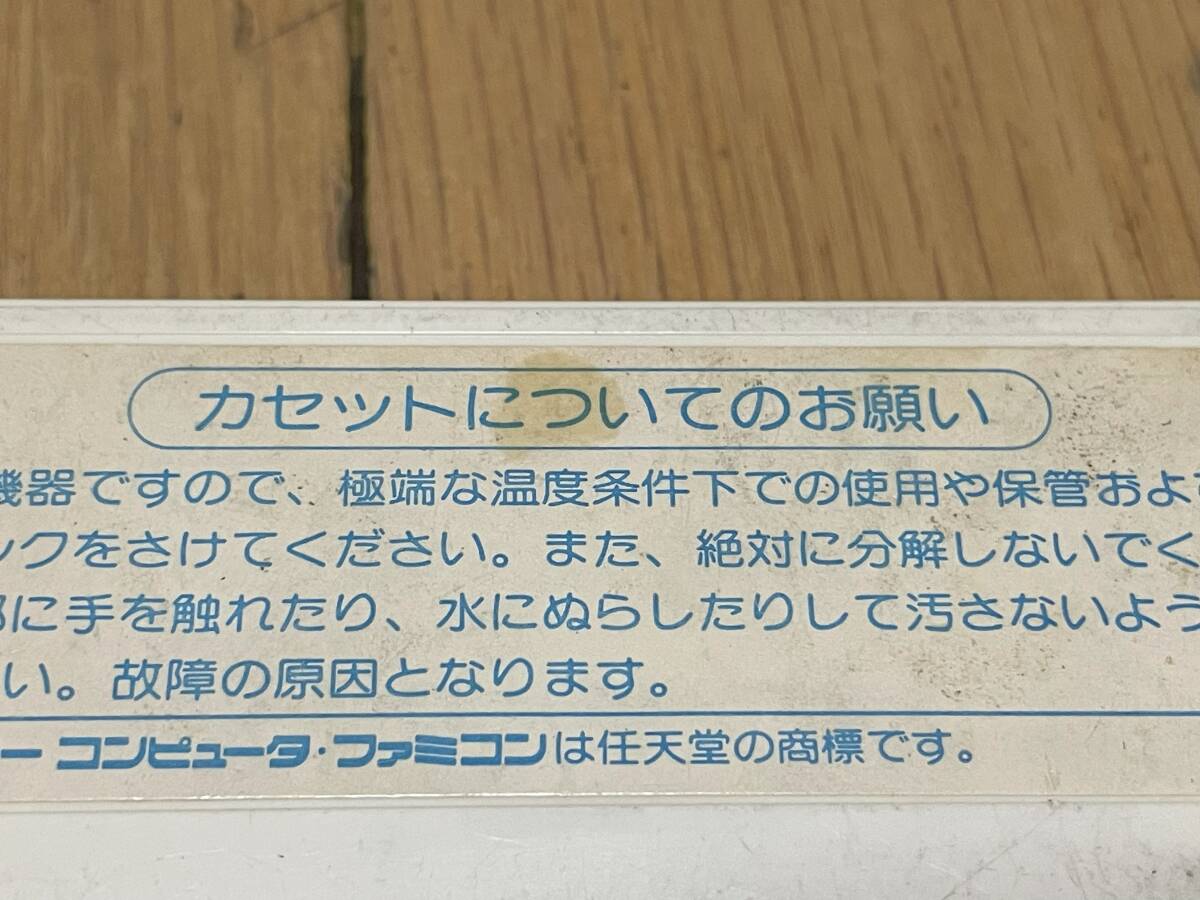 カセットについてのお願い
機器ですので、極端な温度条件下での使用や保管およ
ックをさけてください。また、絶対に分解しないでく
に手を触れたり、水にぬらしたりして汚さないよう
い。故障の原因となります。
ー コンピュータ・ファミコンは任天堂の商標です。